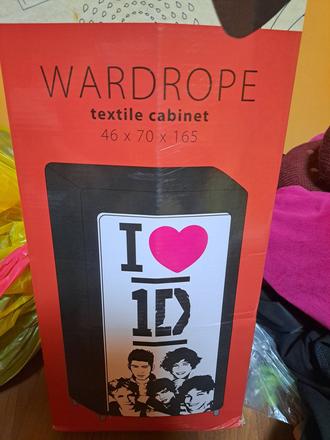 WARDROPE
textile cabinet
46 x 70 x 165
I
1D